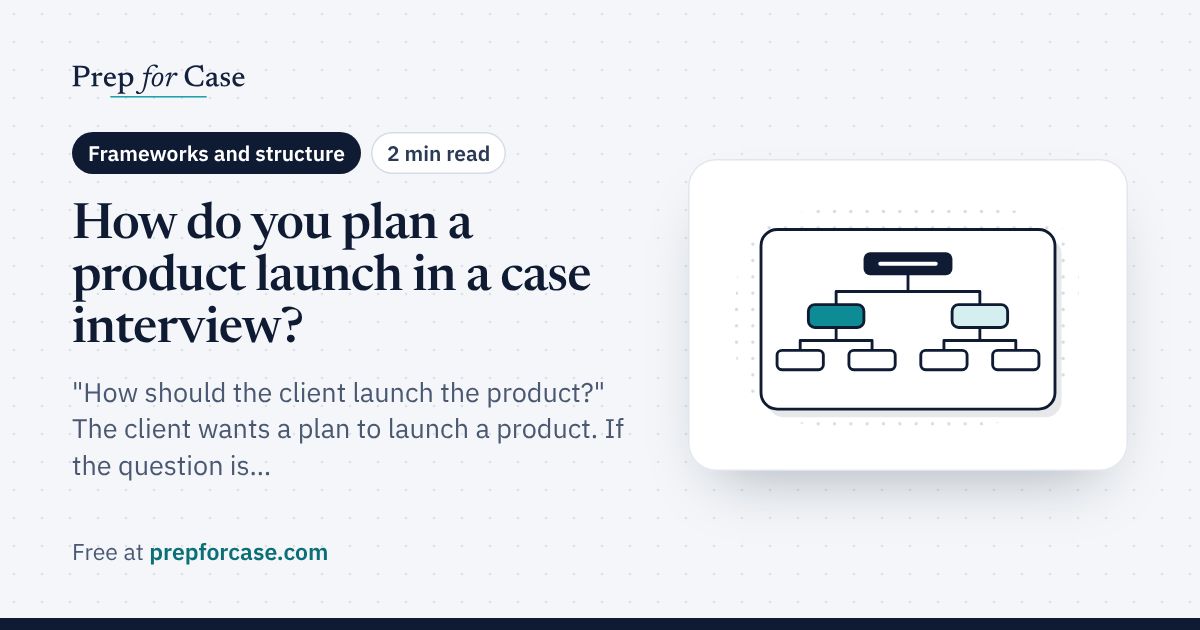 Prep for Case
Frameworks and structure
2 min read
How do you plan a
product launch in a case
interview?
"How should the client launch the product?"
The client wants a plan to launch a product. If
the question is...
Free at prepforcase.com